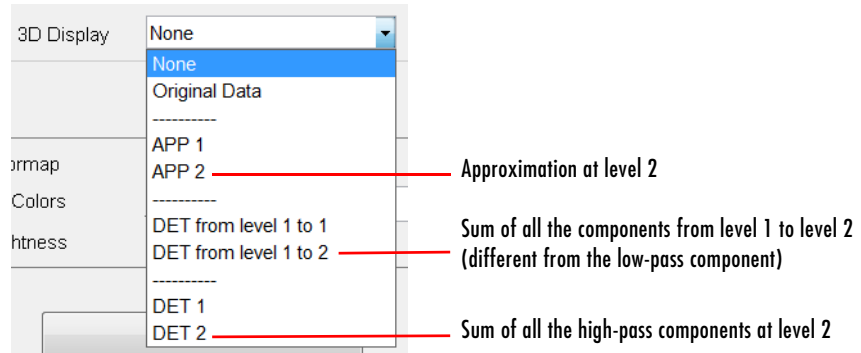 3D Display None
None
Original Data
----------
APP 1
APP 2
Approximation at level 2
----------
DET from level 1 to 1
DET from level 1 to 2
Sum of all the components from level 1 to level 2
(different from the low-pass component)
----------
DET 1
DET 2
Sum of all the high-pass components at level 2
ormap
Colors
htness